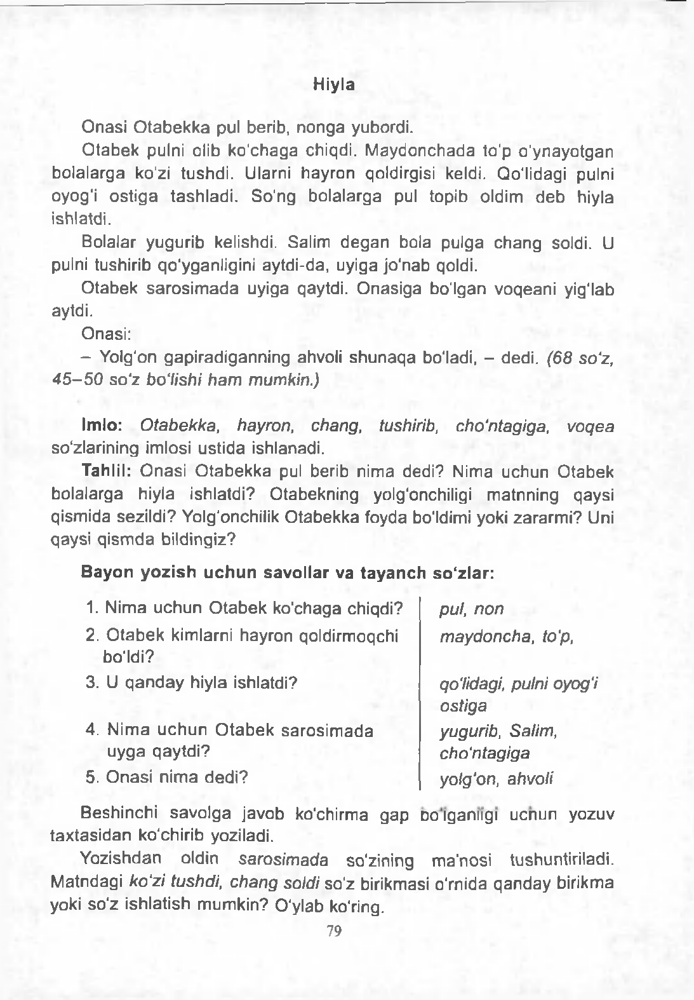 Hiyla
Onasi Otabekka pul berib, nonga yubordi.
Otabek pulni olib ko'chaga chiqdi. Maydonchada to'p o'ynayotgan
bolalarga ko'zi tushdi. Ularni hayron qoldirgisi keldi. Qo'lidagi pulni
oyog'i ostiga tashladi. So'ng bolalarga pul topib oldim deb hiyla
ishlatdi.
Bolalar yugurib kelishdi. Salim degan bola pulga chang soldi. U
pulni tushirib qo'yganligini aytdi-da, uyiga jo'nab qoldi.
Otabek sarosimada uyiga qaytdi. Onasiga bo'lgan voqeani yig'lab
aytdi.
Onasi:
– Yolg'on gapiradiganning ahvoli shunaqa bo'ladi, – dedi. (68 so‘z,
45–50 so‘z bo‘lishi ham mumkin.)
Imlo: Otabekka, hayron, chang, tushirib, cho'ntagiga, voqea
so‘zlarining imlosi ustida ishlanadi.
Tahlil: Onasi Otabekka pul berib nima dedi? Nima uchun Otabek
bolalarga hiyla ishlatdi? Otabekning yolg'onchiligi matnning qaysi
qismida sezildi? Yolg'onchilik Otabekka foyda bo'ldimi yoki zararmi? Uni
qaysi qismda bildingiz?
Bayon yozish uchun savollar va tayanch so‘zlar:
1. Nima uchun Otabek ko'chaga chiqdi? pul, non
2. Otabek kimlarni hayron qoldirmoqchi maydoncha, to'p,
bo'ldi?
3. U qanday hiyla ishlatdi? qo'lidagi, pulni oyog'i
ostiga
4. Nima uchun Otabek sarosimada yugurib, Salim,
uyga qaytdi? cho'ntagiga
5. Onasi nima dedi? yolg'on, ahvoli
Beshinchi savolga javob ko'chirma gap bo'lganligi uchun yozuv
taxtasidan ko'chirib yoziladi.
Yozishdan oldin sarosimada so'zining ma'nosi tushuntiriladi.
Matndagi ko'zi tushdi, chang soldi so'z birikmasi o'rnida qanday birikma
yoki so'z ishlatish mumkin? O'ylab ko'ring.
79